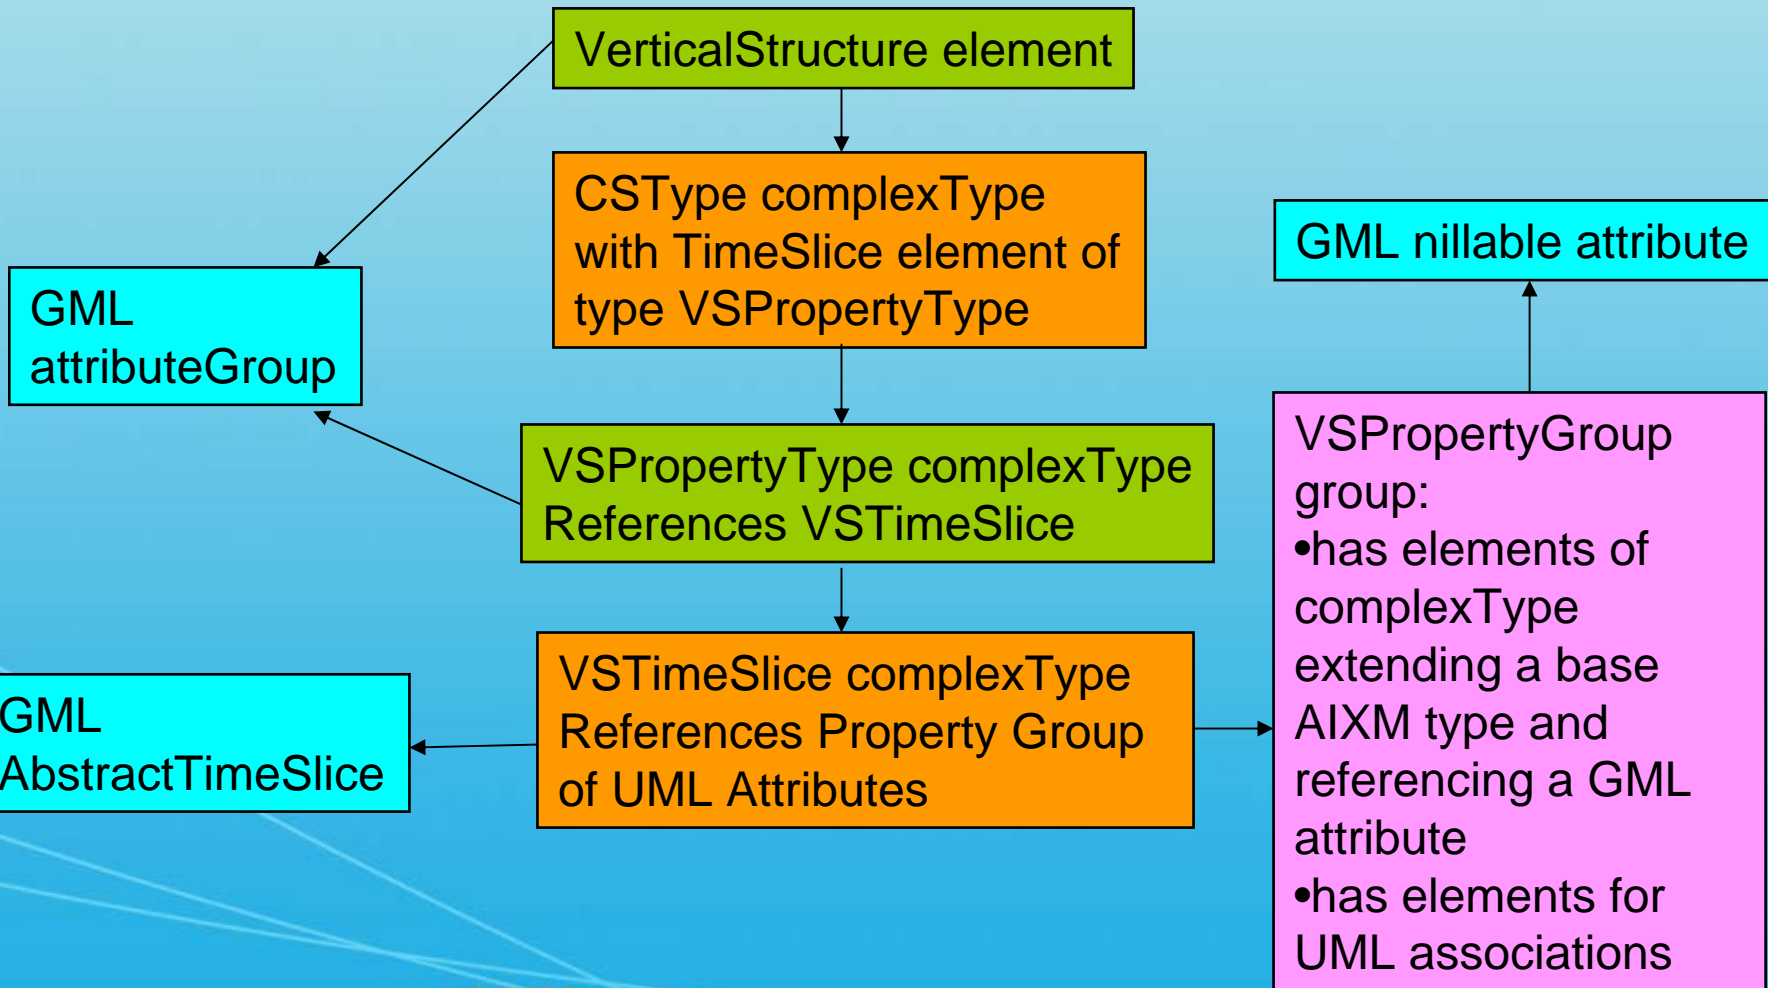 VerticalStructure element
CSType complexType
with TimeSlice element of
type VSPropertyType
GML nillable attribute
GML
attributeGroup
VSPropertyType complexType
References VSTimeSlice
VSPropertyGroup
group:
•has elements of
complexType
extending a base
AIXM type and
referencing a GML
attribute
•has elements for
UML associations
VSTimeSlice complexType
References Property Group
of UML Attributes
GML
AbstractTimeSlice